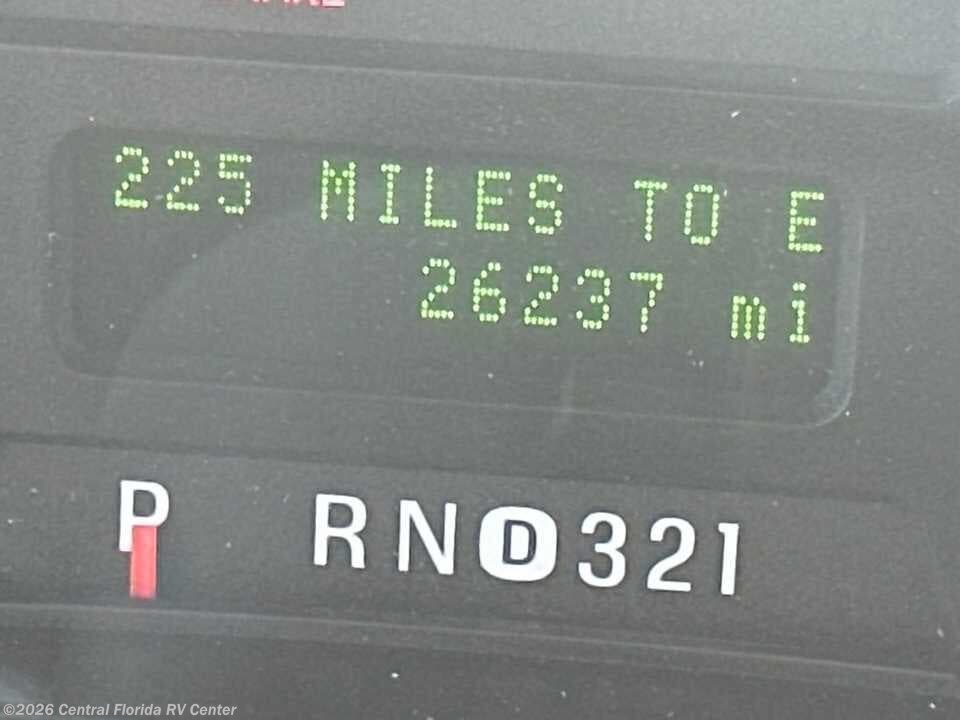 225 MILES TO E
26237 mi
P RND321
©2026 Central Florida RV Center